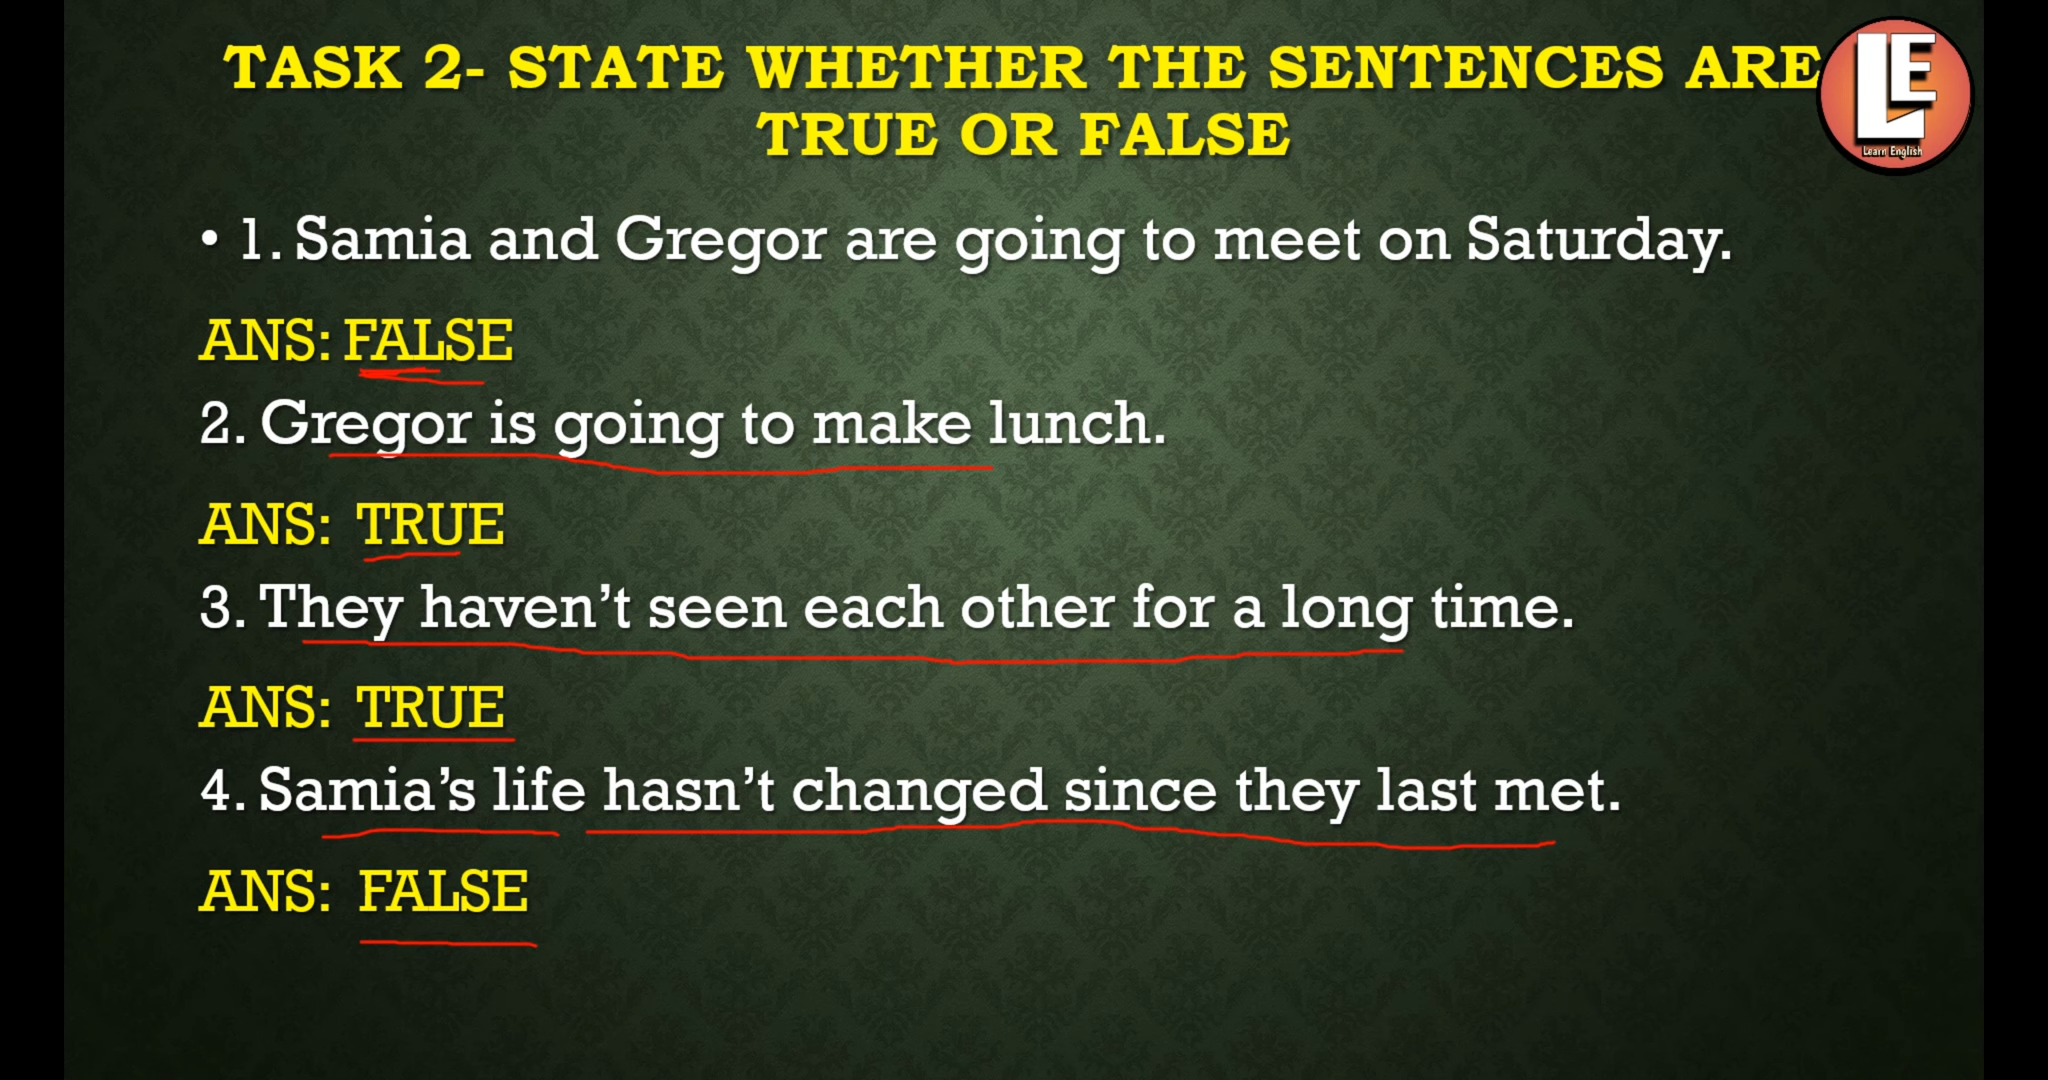 TASK 2- STATE WHETHER THE SENTENCES ARE
TRUE OR FALSE
LE
Learn English
• 1. Samia and Gregor are going to meet on Saturday.
ANS: FALSE
2. Gregor is going to make lunch.
ANS: TRUE
3. They haven’t seen each other for a long time.
ANS: TRUE
4. Samia’s life hasn’t changed since they last met.
ANS: FALSE